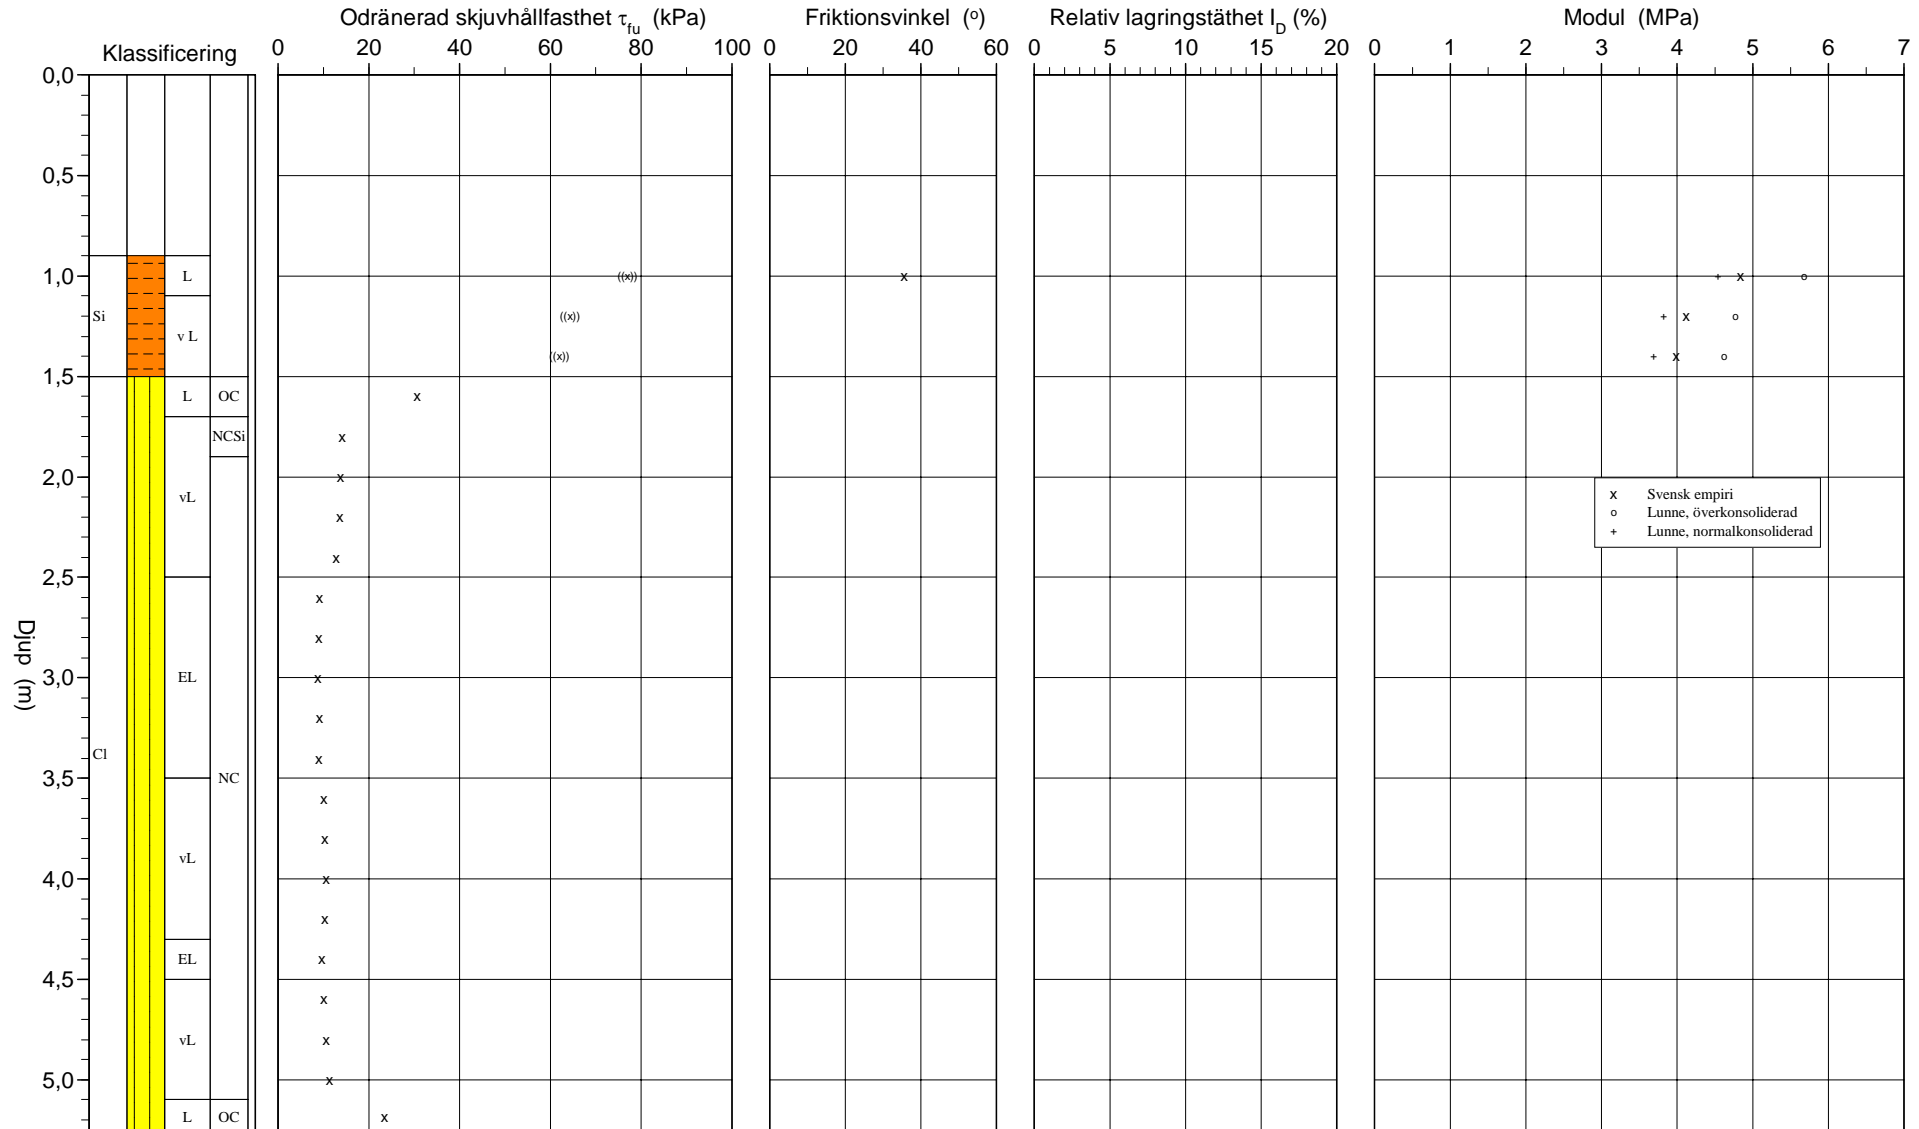 Odränerad skjuvhållfasthet τfu (kPa)
Friktionsvinkel (o)
Relativ lagringstäthet ID (%)
Modul (MPa)
Klassificering
0 20 40 60 80 100
0 20 40 60
0 5 10 15 20
0 1 2 3 4 5 6 7
0,0
0,5
1,0
L
((x))
x
+ x o
Si
((x))
+ x o
v L
((x))
+ x o
1,5
L OC
x
NCSi
x
2,0
x
vL
x
x
2,5
x
x
3,0
EL
x
x
Cl
x
3,5
NC
x
x
vL
4,0
x
x
EL
x
4,5
x
vL
x
5,0
x
L OC
x
x Svensk empiri
o Lunne, överkonsoliderad
+ Lunne, normalkonsoliderad
Djup (m)